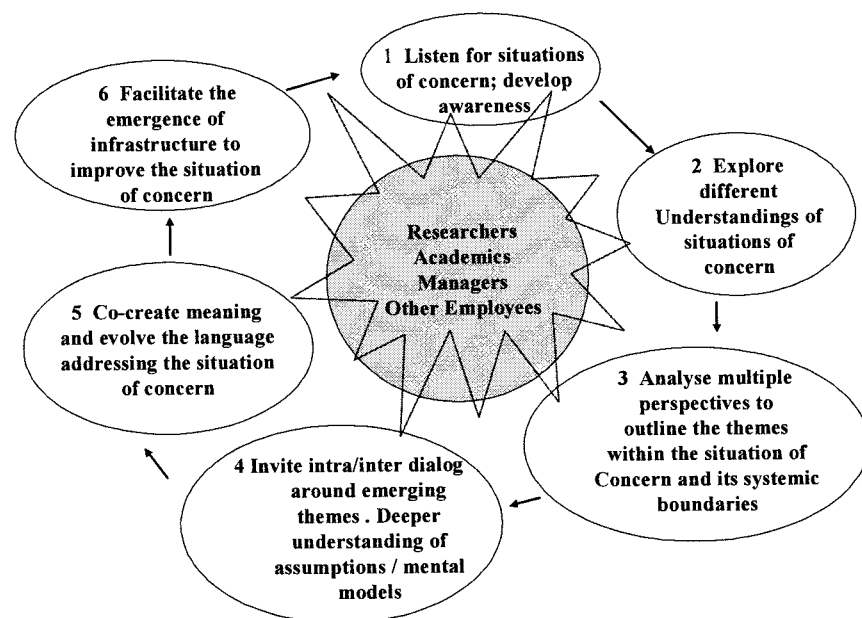 1 Listen for situations
of concern; develop
awareness
2 Explore
different
Understandings of
situations of
concern
3 Analyse multiple
perspectives to
outline the themes
within the situation of
Concern and its systemic
boundaries
4 Invite intra/inter dialog
around emerging
themes . Deeper
understanding of
assumptions / mental
models
5 Co-create meaning
and evolve the language
addressing the situation
of concern
6 Facilitate the
emergence of
infrastructure to
improve the situation
of concern
Researchers
Academics
Managers
Other Employees